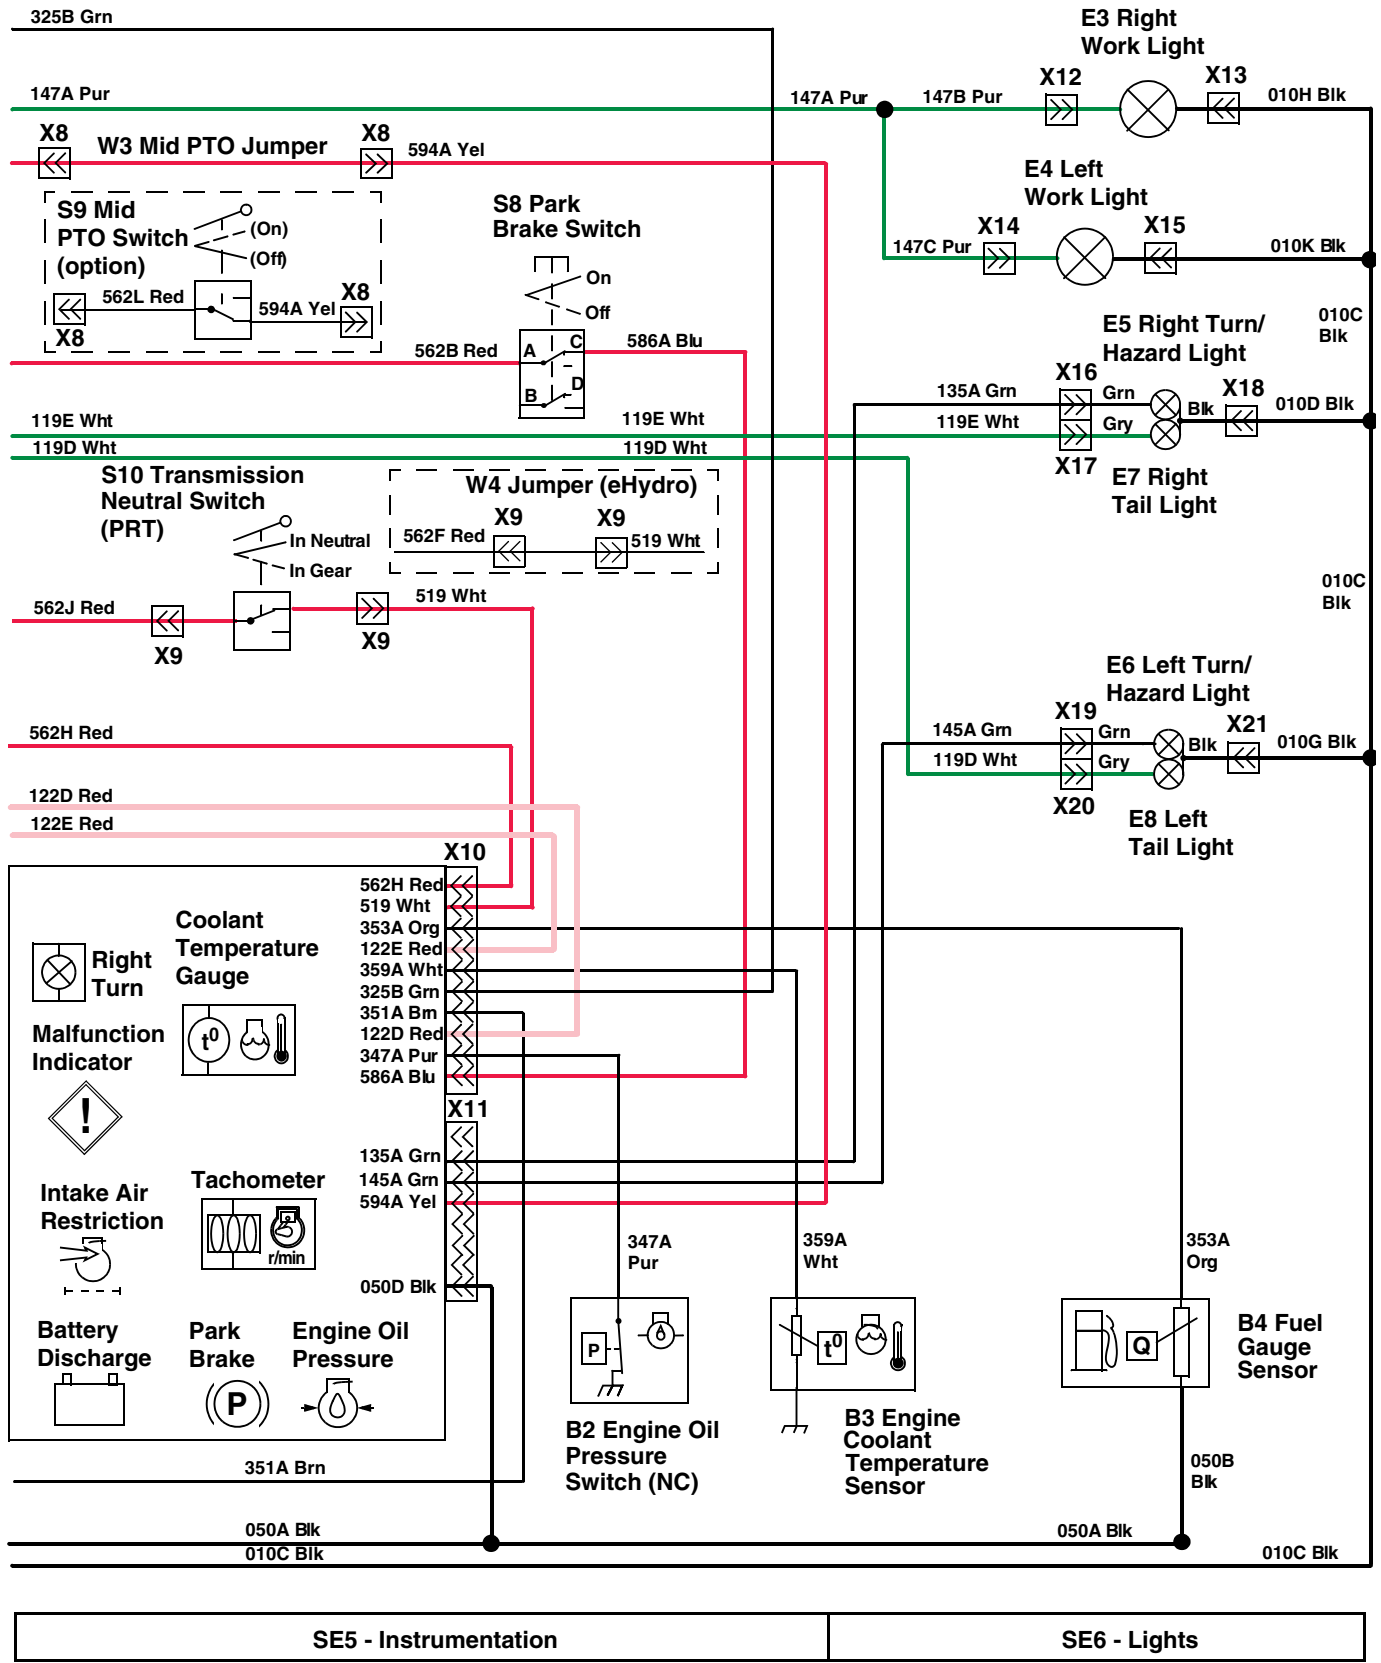 325B Grn
E3 Right
Work Light
X12
X13
147A Pur
147A Pur
147B Pur
010H Blk
X8
W3 Mid PTO Jumper
X8
594A Yel
E4 Left
Work Light
X14
X15
147C Pur
010K Blk
S9 Mid
PTO Switch
(option)
(On)
(Off)
562L Red
594A Yel
X8
X8
S8 Park
Brake Switch
On
Off
562B Red
A
C
B
D
586A Blu
010C
Blk
E5 Right Turn/
Hazard Light
X16
X18
135A Grn
Grn
Blk
010D Blk
119E Wht
119E Wht
119E Wht
Gry
X17
119D Wht
119D Wht
E7 Right
Tail Light
S10 Transmission
Neutral Switch
(PRT)
In Neutral
In Gear
W4 Jumper (eHydro)
X9
X9
562F Red
519 Wht
562J Red
X9
X9
519 Wht
010C
Blk
E6 Left Turn/
Hazard Light
X19
X21
145A Grn
Grn
Blk
010G Blk
119D Wht
Gry
X20
E8 Left
Tail Light
562H Red
122D Red
122E Red
X10
562H Red
519 Wht
353A Org
122E Red
359A Wht
325B Grn
351A Brn
122D Red
347A Pur
586A Blu
X11
135A Grn
145A Grn
594A Yel
050D Blk
Right
Turn
Coolant
Temperature
Gauge
t0
Malfunction
Indicator
!
Intake Air
Restriction
Tachometer
r/min
Battery
Discharge
Park
Brake
P
Engine Oil
Pressure
347A
Pur
359A
Wht
353A
Org
P
t0
Q
B2 Engine Oil
Pressure
Switch (NC)
B3 Engine
Coolant
Temperature
Sensor
B4 Fuel
Gauge
Sensor
050B
Blk
351A Brn
050A Blk
050A Blk
010C Blk
010C Blk
SE5 - Instrumentation
SE6 - Lights